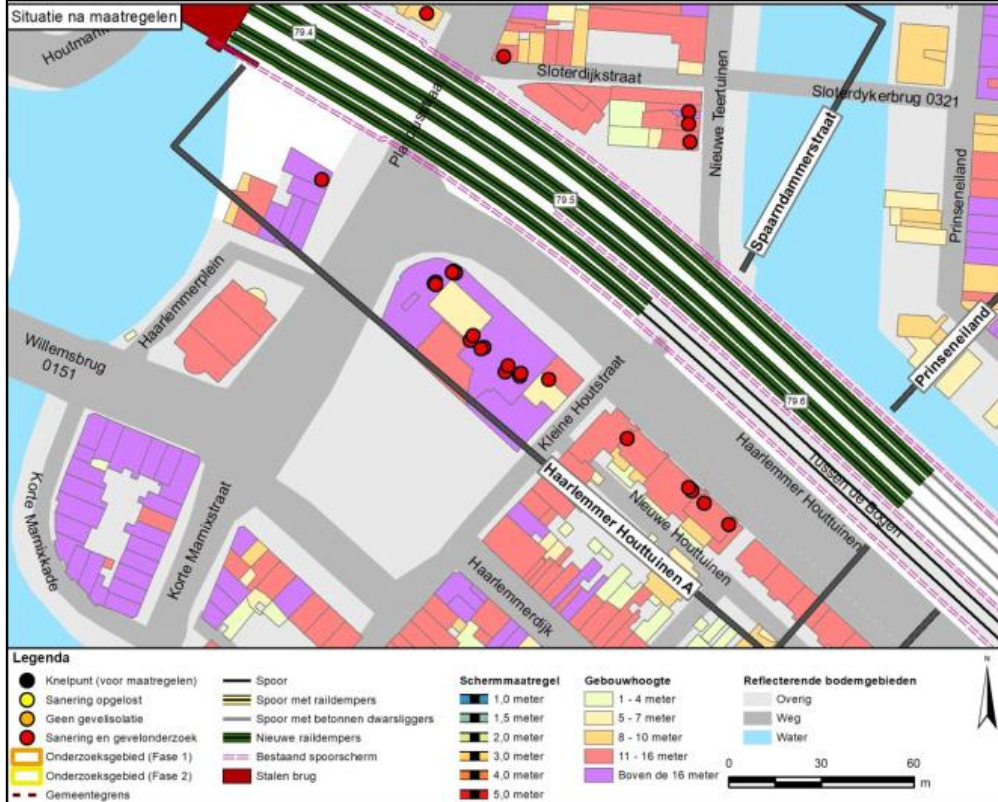 Situatie na maatregelen
79.4
Sloterdijkstraat
Nieuwe Teertuinen
Sloterdykerbrug 0321
Spaarndammerstraat
Prinseneiland
79.5
Haarlemmerplein
Willemsbrug
0151
Prinseneiland
Kleine Houtstraat
79.6
Haarlemmer Houttuinen
Tussen de Bogen
Haarlemmer Houttuinen A
Nieuwe Houttuinen
Korte Marnixkade
Korte Marnixstraat
Haarlemmerdijk
Legenda
Knelpunt (voor maatregelen)
Sanering opgelost
Geen gevelisolatie
Sanering en gevelonderzoek
Onderzoeksgebied (Fase 1)
Onderzoeksgebied (Fase 2)
Gemeentegrens
Spoor
Spoor met raildempers
Spoor met betonnen dwarsliggers
Nieuwe raildempers
Bestaand spoorscherm
Stalen brug
Schermmaatregel
1,0 meter
1,5 meter
2,0 meter
3,0 meter
4,0 meter
5,0 meter
Gebouwhoogte
1 - 4 meter
5 - 7 meter
8 - 10 meter
11 - 16 meter
Boven de 16 meter
Reflecterende bodemgebieden
Overig
Weg
Water
N
0 30 60
m